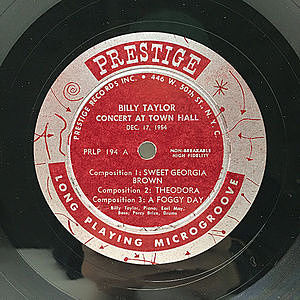 PRESTIGE
PRESTIGE RECORDS INC. • 446 W. 50th ST., N.Y.C.
BILLY TAYLOR
CONCERT AT TOWN HALL
DEC. 17, 1954
PRLP 194 A
NON-BREAKABLE
HIGH FIDELITY
Composition 1: SWEET GEORGIA
BROWN
Composition 2: THEODORA
Composition 3: A FOGGY DAY
Billy Taylor, Piano, Earl May,
Bass, Percy Brice, Drums
LONG PLAYING MICROGROOVE